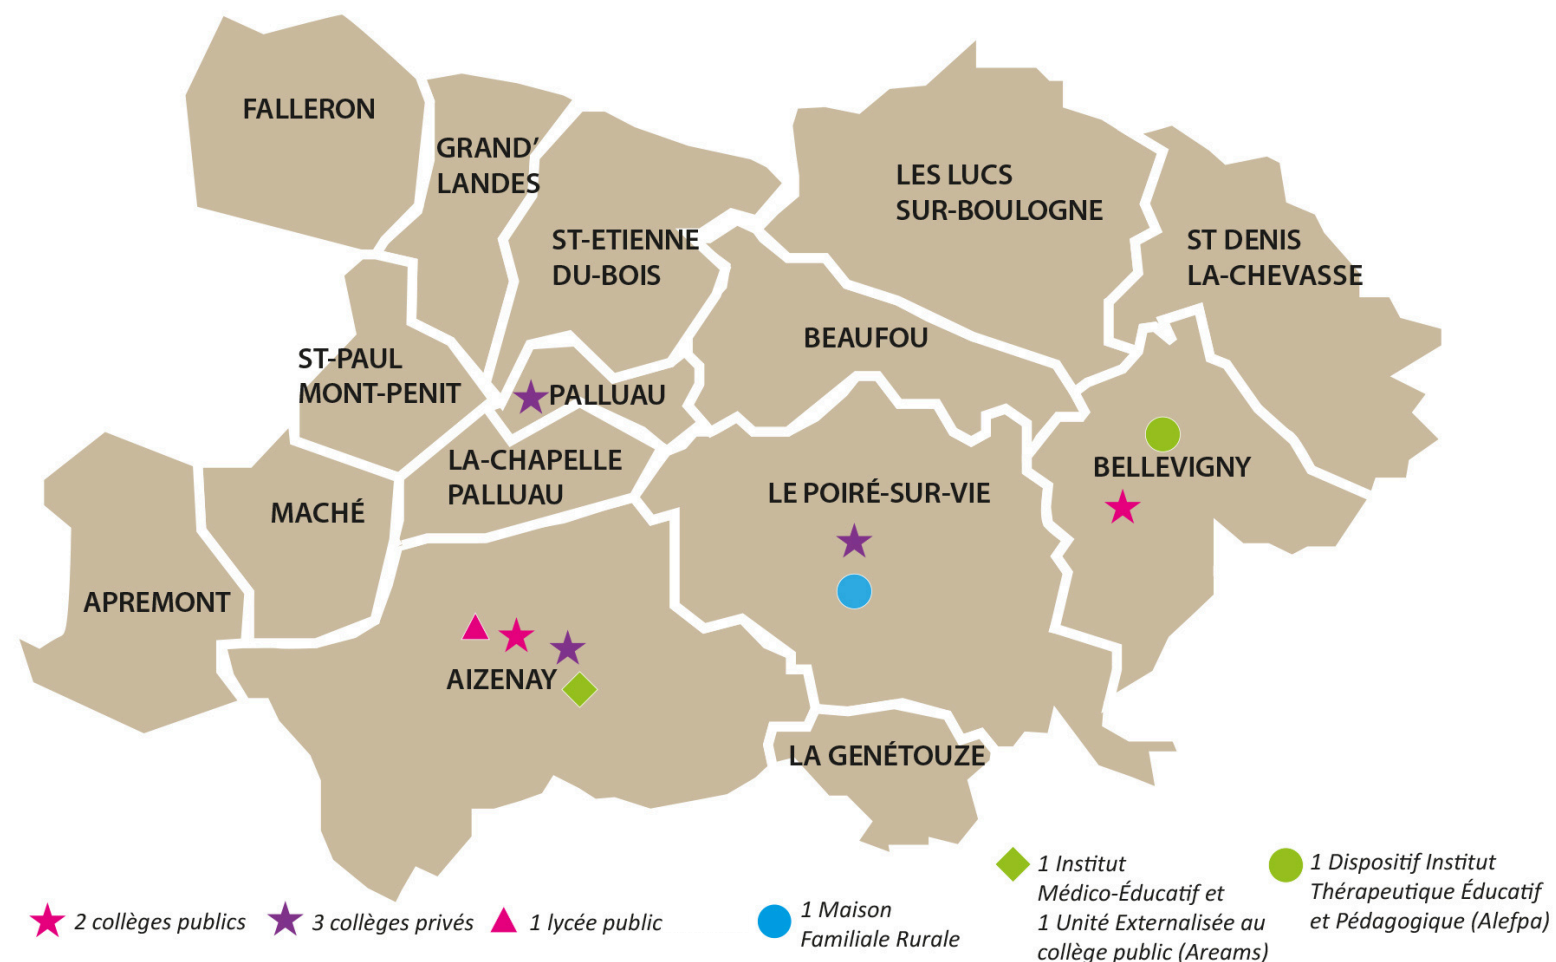 FALLERON
GRAND'
LANDES
LES LUCS
SUR-BOULOGNE
ST-ETIENNE
DU-BOIS
ST DENIS
LA-CHEVASSE
BEAUFOU
ST-PAUL
MONT-PENIT
PALLUAU
LA-CHAPELLE
PALLUAU
BELLEVIGNY
LE POIRÉ-SUR-VIE
MACHÉ
APREMONT
AIZENAY
LA GENÉTOUZE
2 collèges publics
3 collèges privés
1 lycée public
1 Maison
Familiale Rurale
1 Institut
Médico-Éducatif et
1 Unité Externalisée au
collège public (Areams)
1 Dispositif Institut
Thérapeutique Éducatif
et Pédagogique (Alefpa)